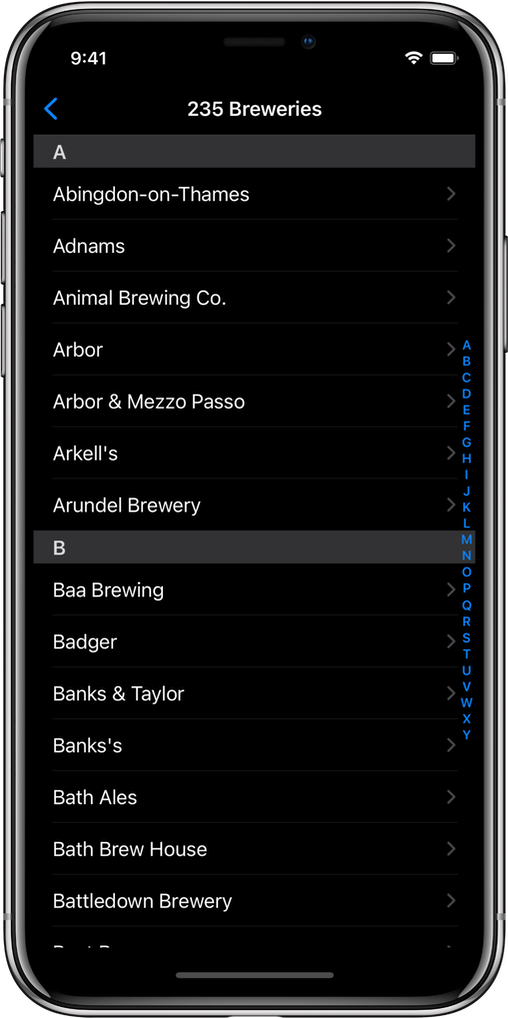 9:41
235 Breweries
A
Abingdon-on-Thames
Adnams
Animal Brewing Co.
Arbor
Arbor & Mezzo Passo
Arkell's
Arundel Brewery
B
Baa Brewing
Badger
Banks & Taylor
Banks's
Bath Ales
Bath Brew House
Battledown Brewery
A
B
C
D
E
F
G
H
I
J
K
L
M
N
O
P
Q
R
S
T
U
V
W
X
Y